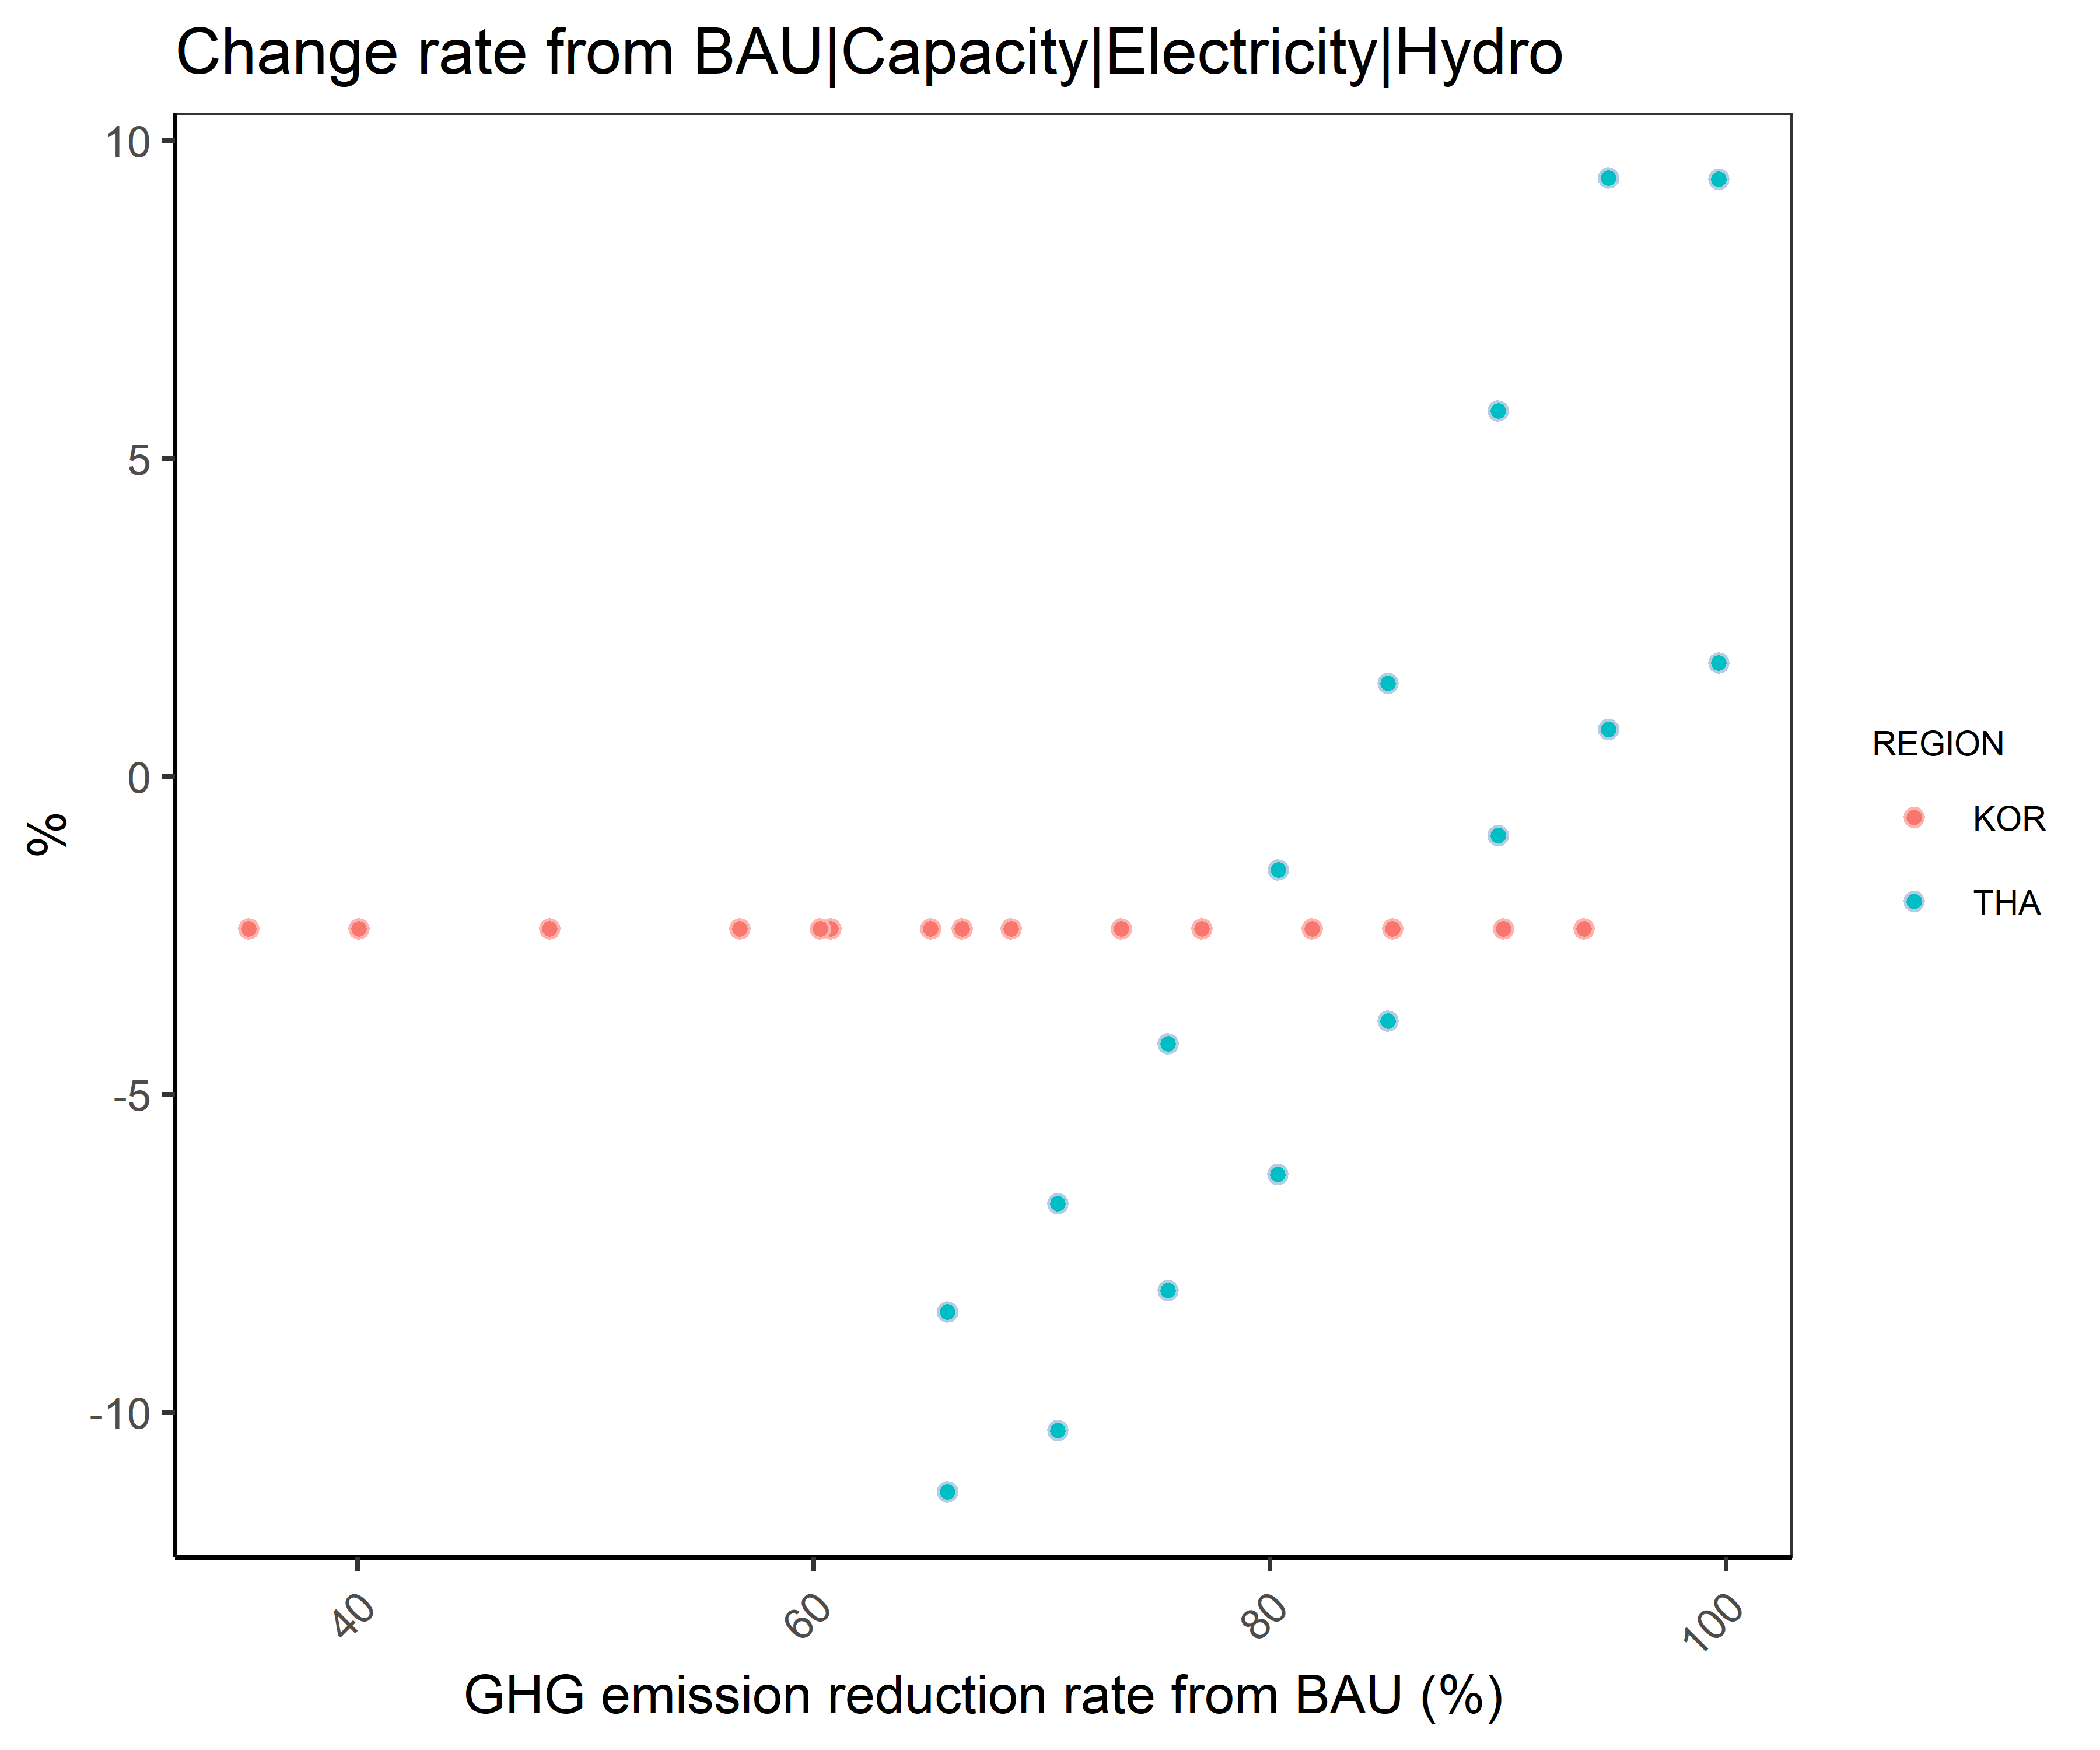 Change rate from BAU|Capacity|Electricity|Hydro
10
5
0
-5
-10
%
40
60
80
100
GHG emission reduction rate from BAU (%)
REGION
KOR
THA